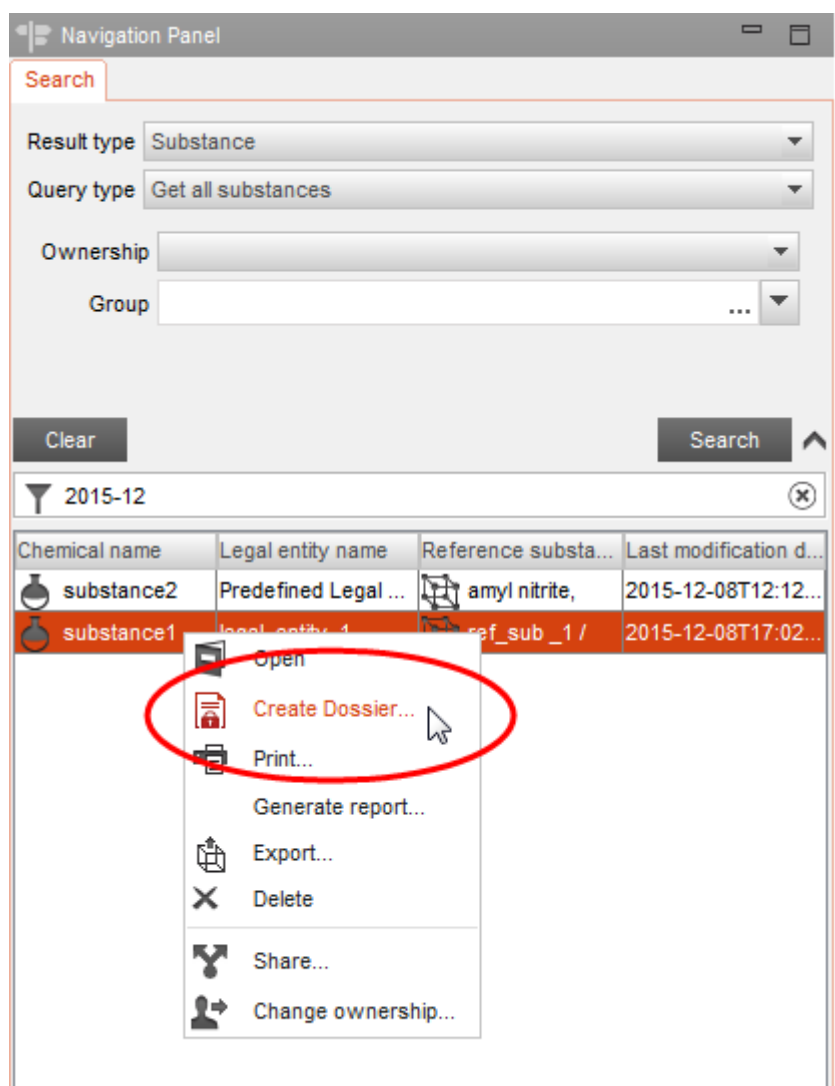 Navigation Panel
Search
Result type Substance
Query type Get all substances
Ownership
Group ...
Clear Search
2015-12
Chemical name Legal entity name Reference substa... Last modification d...
substance2 Predefined Legal ... amyl nitrite, 2015-12-08T12:12...
substance1 legal_entity_1 ref_sub _1 / 2015-12-08T17:02...
Open
Create Dossier...
Print...
Generate report...
Export...
Delete
Share...
Change ownership...